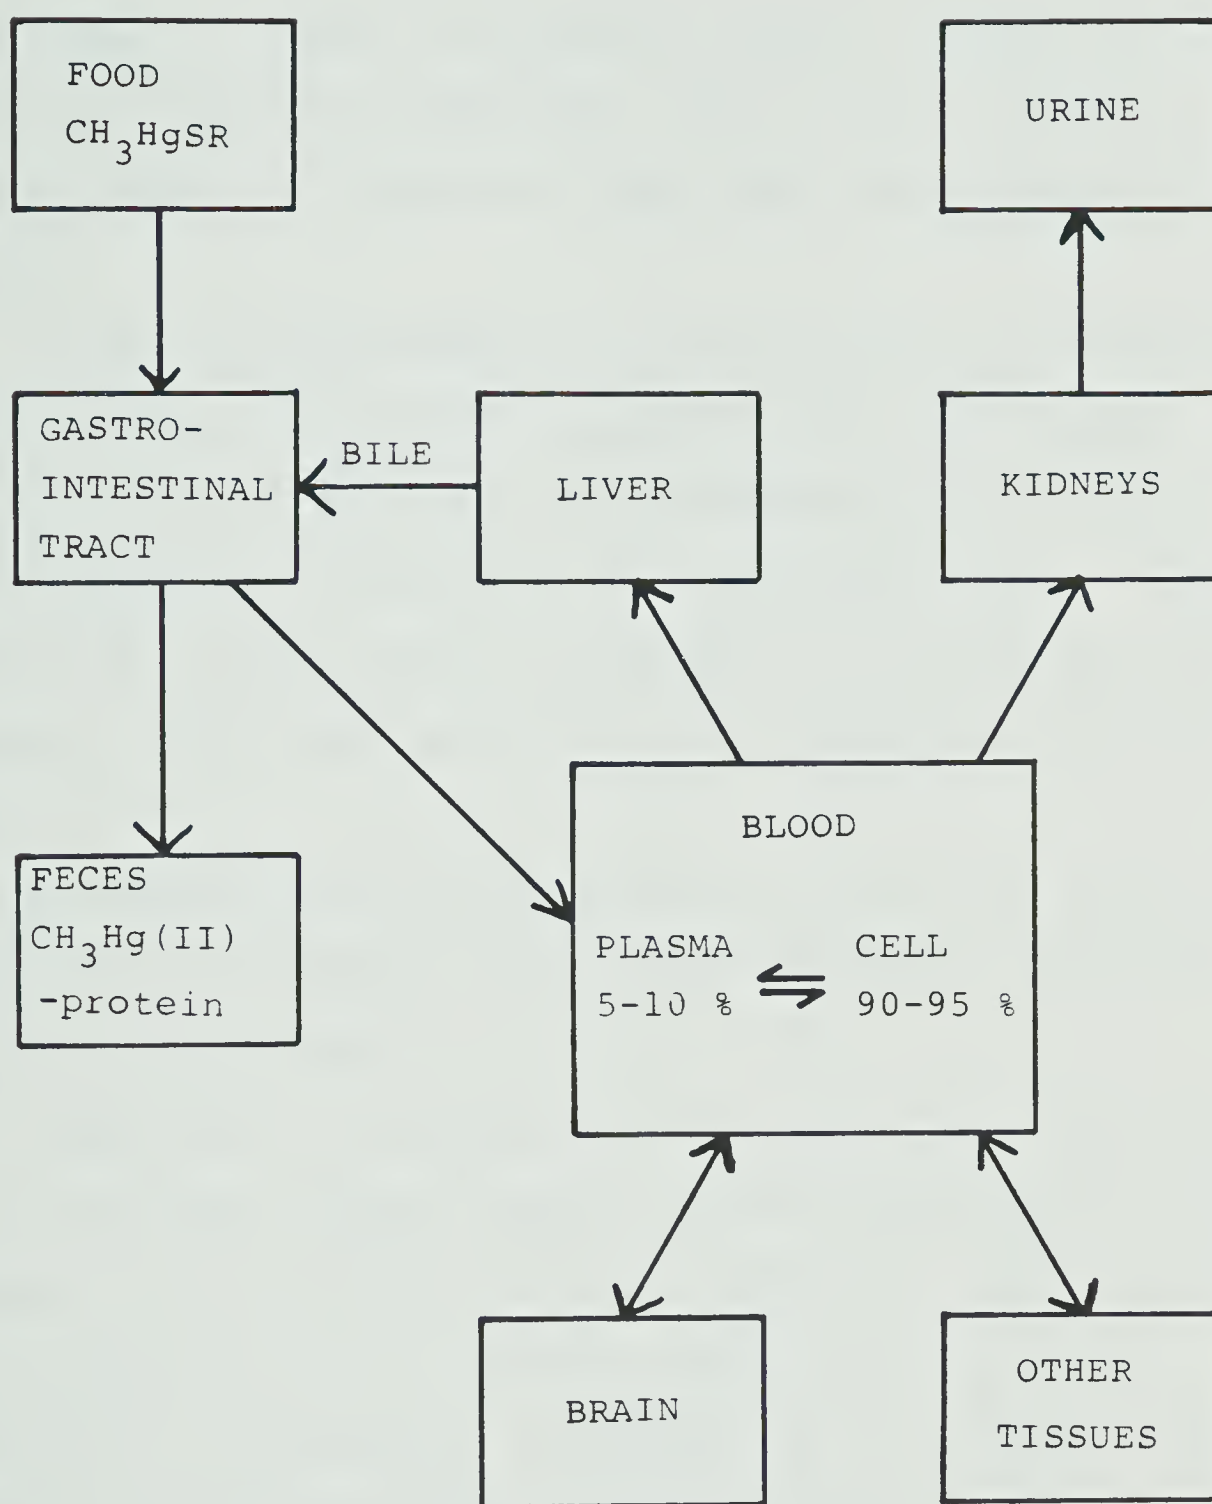 FOOD
CH₃HgSR
URINE
GASTRO-
INTESTINAL
TRACT
BILE
LIVER
KIDNEYS
BLOOD
PLASMA
5-10 %
CELL
90-95 %
FECES
CH₃Hg(II)
-protein
BRAIN
OTHER
TISSUES